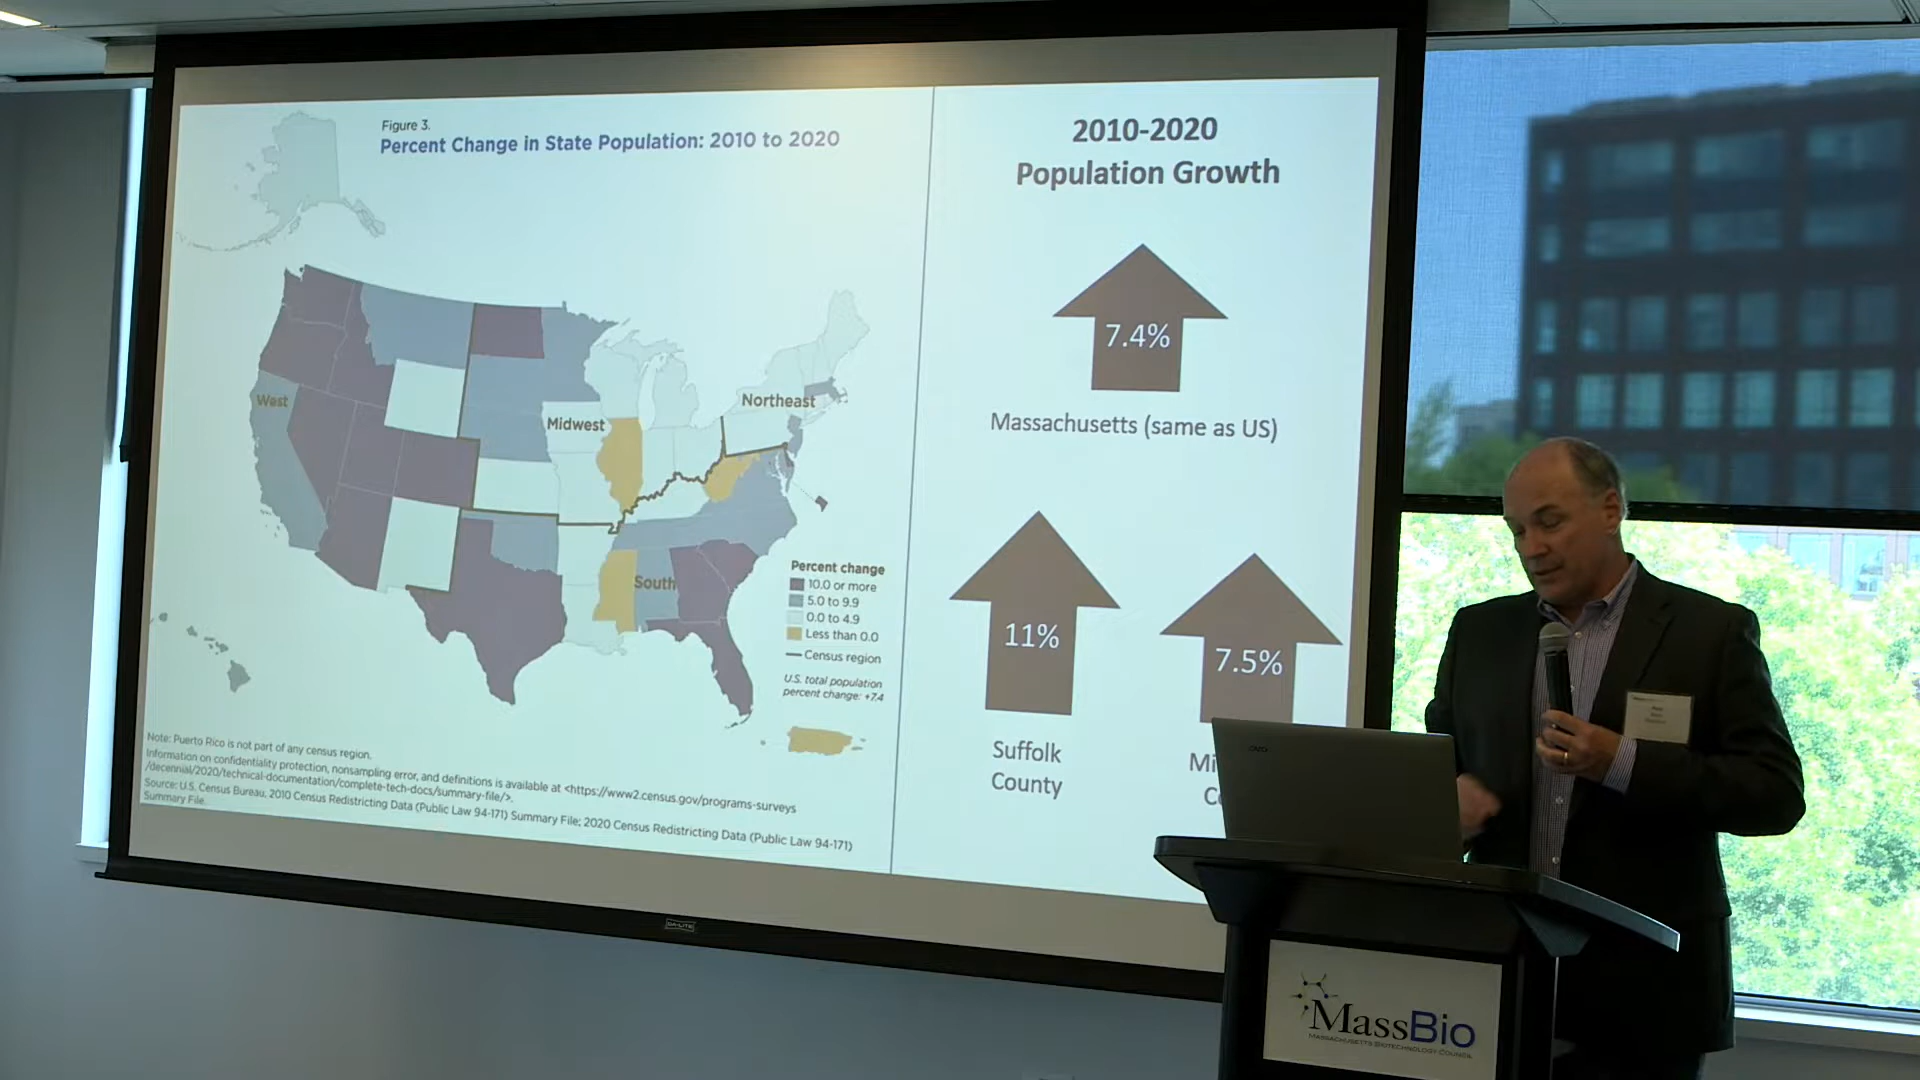 Figure 3.
Percent Change in State Population: 2010 to 2020
West
Midwest
Northeast
South
Percent change
10.0 or more
5.0 to 9.9
0.0 to 4.9
Less than 0.0
Census region
U.S. total population
percent change: +7.4
Note: Puerto Rico is not part of any census region.
Information on confidentiality protection, nonsampling error, and definitions is available at <https://www2.census.gov/programs-surveys
/decennial/2020/technical-documentation/complete-tech-docs/summary-file/>.
Source: U.S. Census Bureau, 2010 Census Redistricting Data (Public Law 94-171) Summary File; 2020 Census Redistricting Data (Public Law 94-171)
Summary File.
2010-2020
Population Growth
7.4%
Massachusetts (same as US)
11%
Suffolk
County
7.5%
Mi
C
DA-LITE
MassBio
MASSACHUSETTS BIOTECHNOLOGY COUNCIL